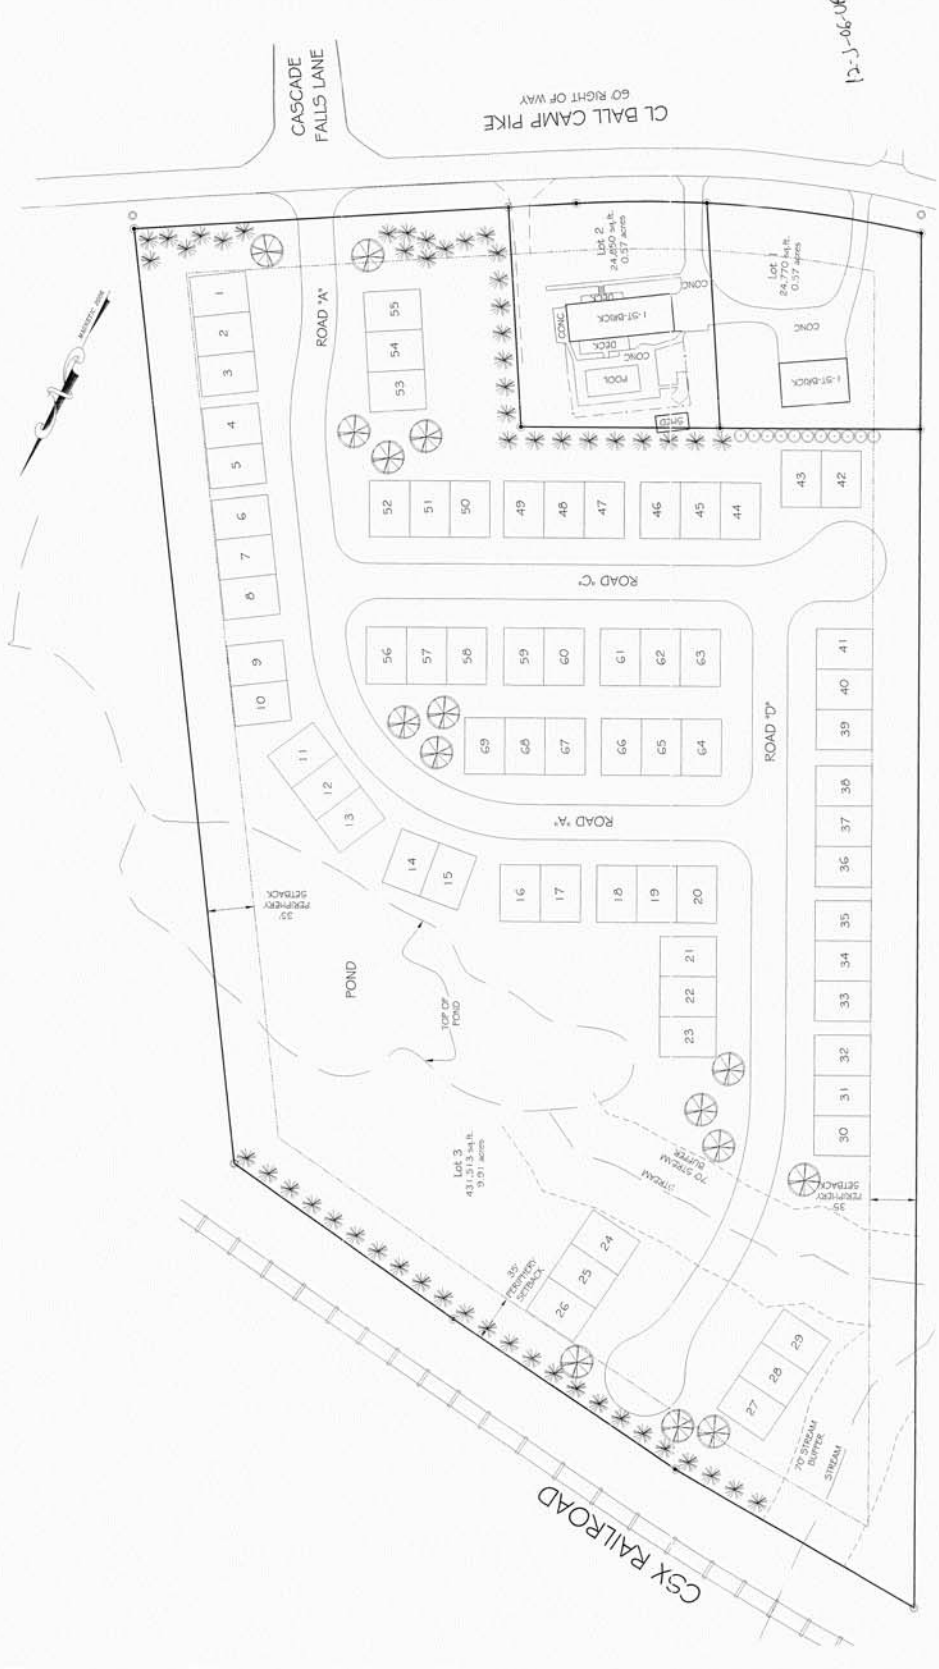 12-J-06-UR
CASCADE
FALLS LANE
CL BALL CAMP PIKE
60' RIGHT OF WAY
MAGNETIC 2006
1
2
3
4
5
6
7
8
9
10
11
12
13
14
15
16
17
18
19
20
21
22
23
24
25
26
27
28
29
30
31
32
33
34
35
36
37
38
39
40
41
42
43
44
45
46
47
48
49
50
51
52
53
54
55
56
57
58
59
60
61
62
63
64
65
66
67
68
69
ROAD "A"
ROAD "C"
ROAD "A"
ROAD "D"
Lot 2
24,850 sq.ft.
0.57 acres
CONC
DECK
1-ST-BRICK
DECK
CONC
POOL
CONC
SHED
Lot 1
24,770 sq.ft.
0.57 acres
CONC
1-ST-BRICK
35'
PERIPHERY
SETBACK
POND
TOP OF
POND
Lot 3
431,513 sq.ft.
9.91 acres
70' STREAM
BUFFER
STREAM
35'
PERIPHERY
SETBACK
35'
PERIPHERY
SETBACK
70' STREAM
BUFFER
STREAM
CSX RAILROAD